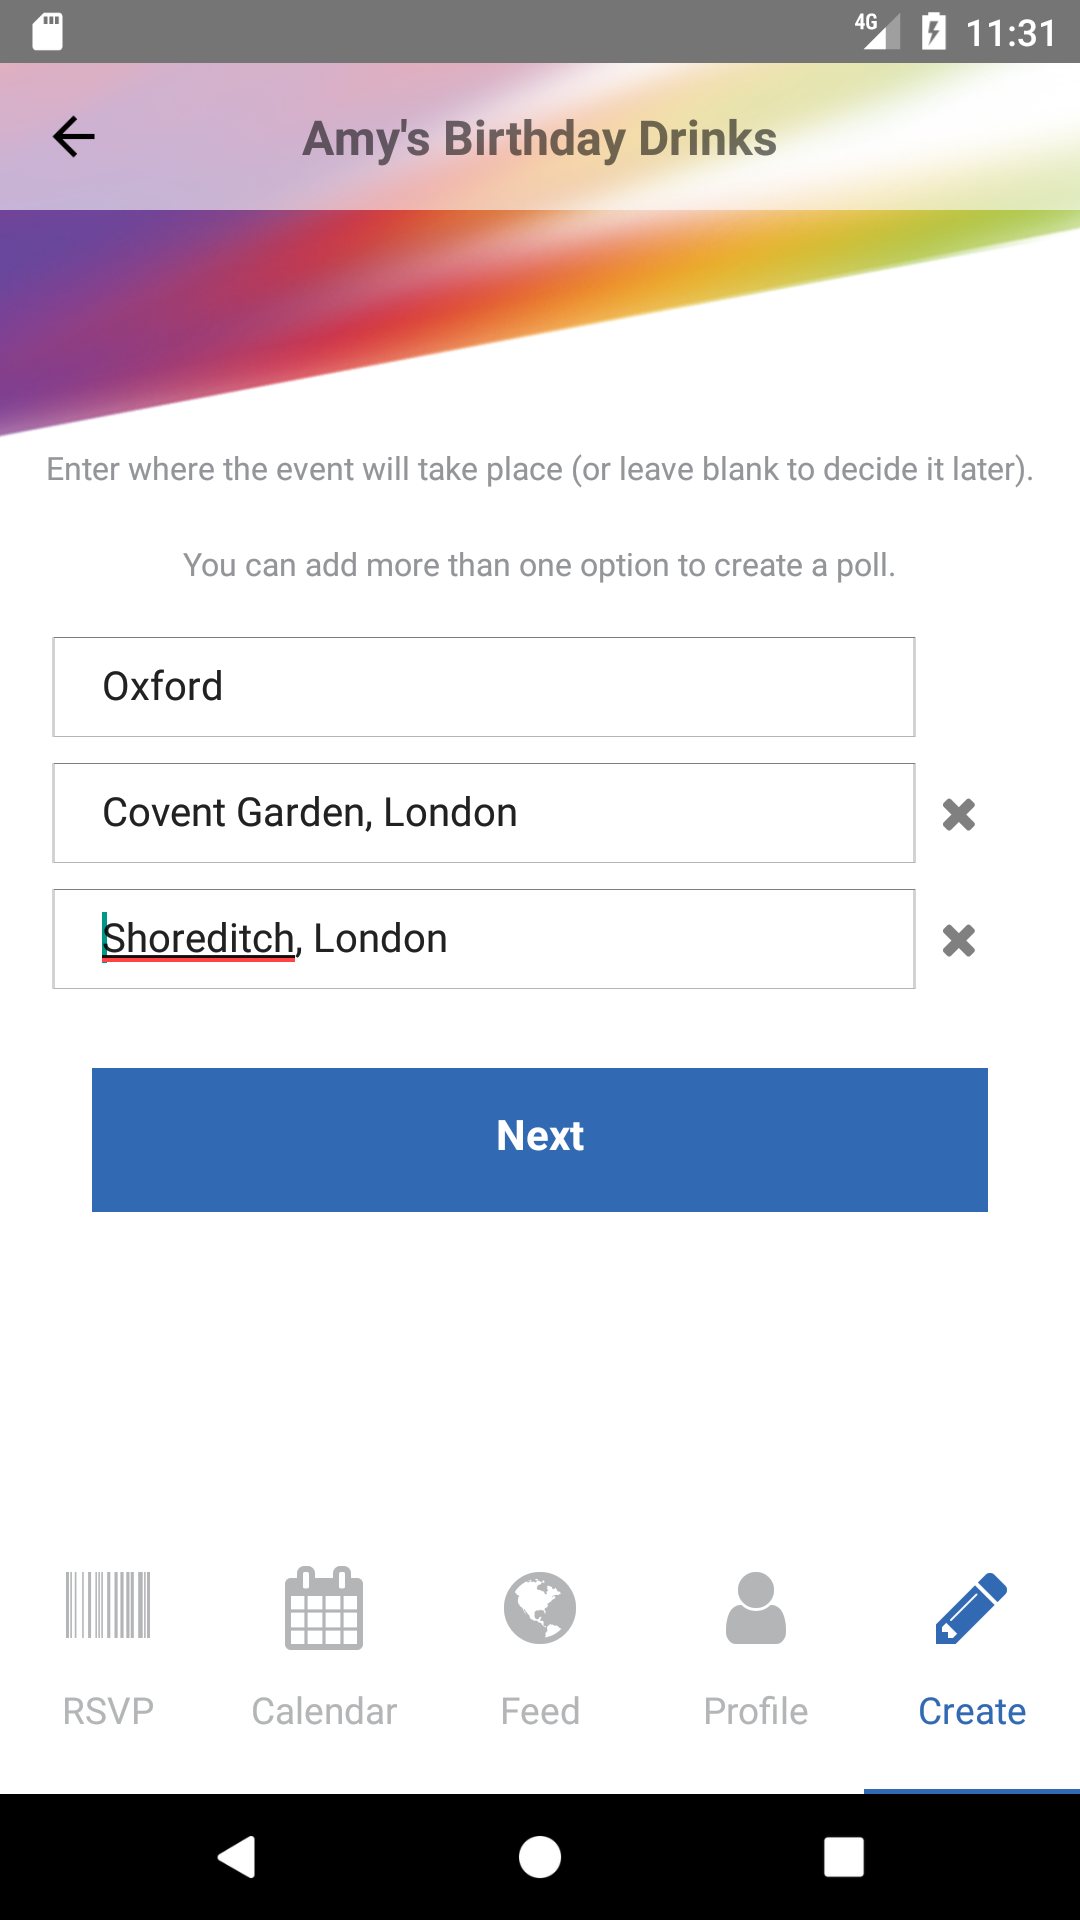 4G 11:31
Amy's Birthday Drinks
Enter where the event will take place (or leave blank to decide it later).
You can add more than one option to create a poll.
Oxford
Covent Garden, London
Shoreditch, London
Next
RSVP Calendar Feed Profile Create